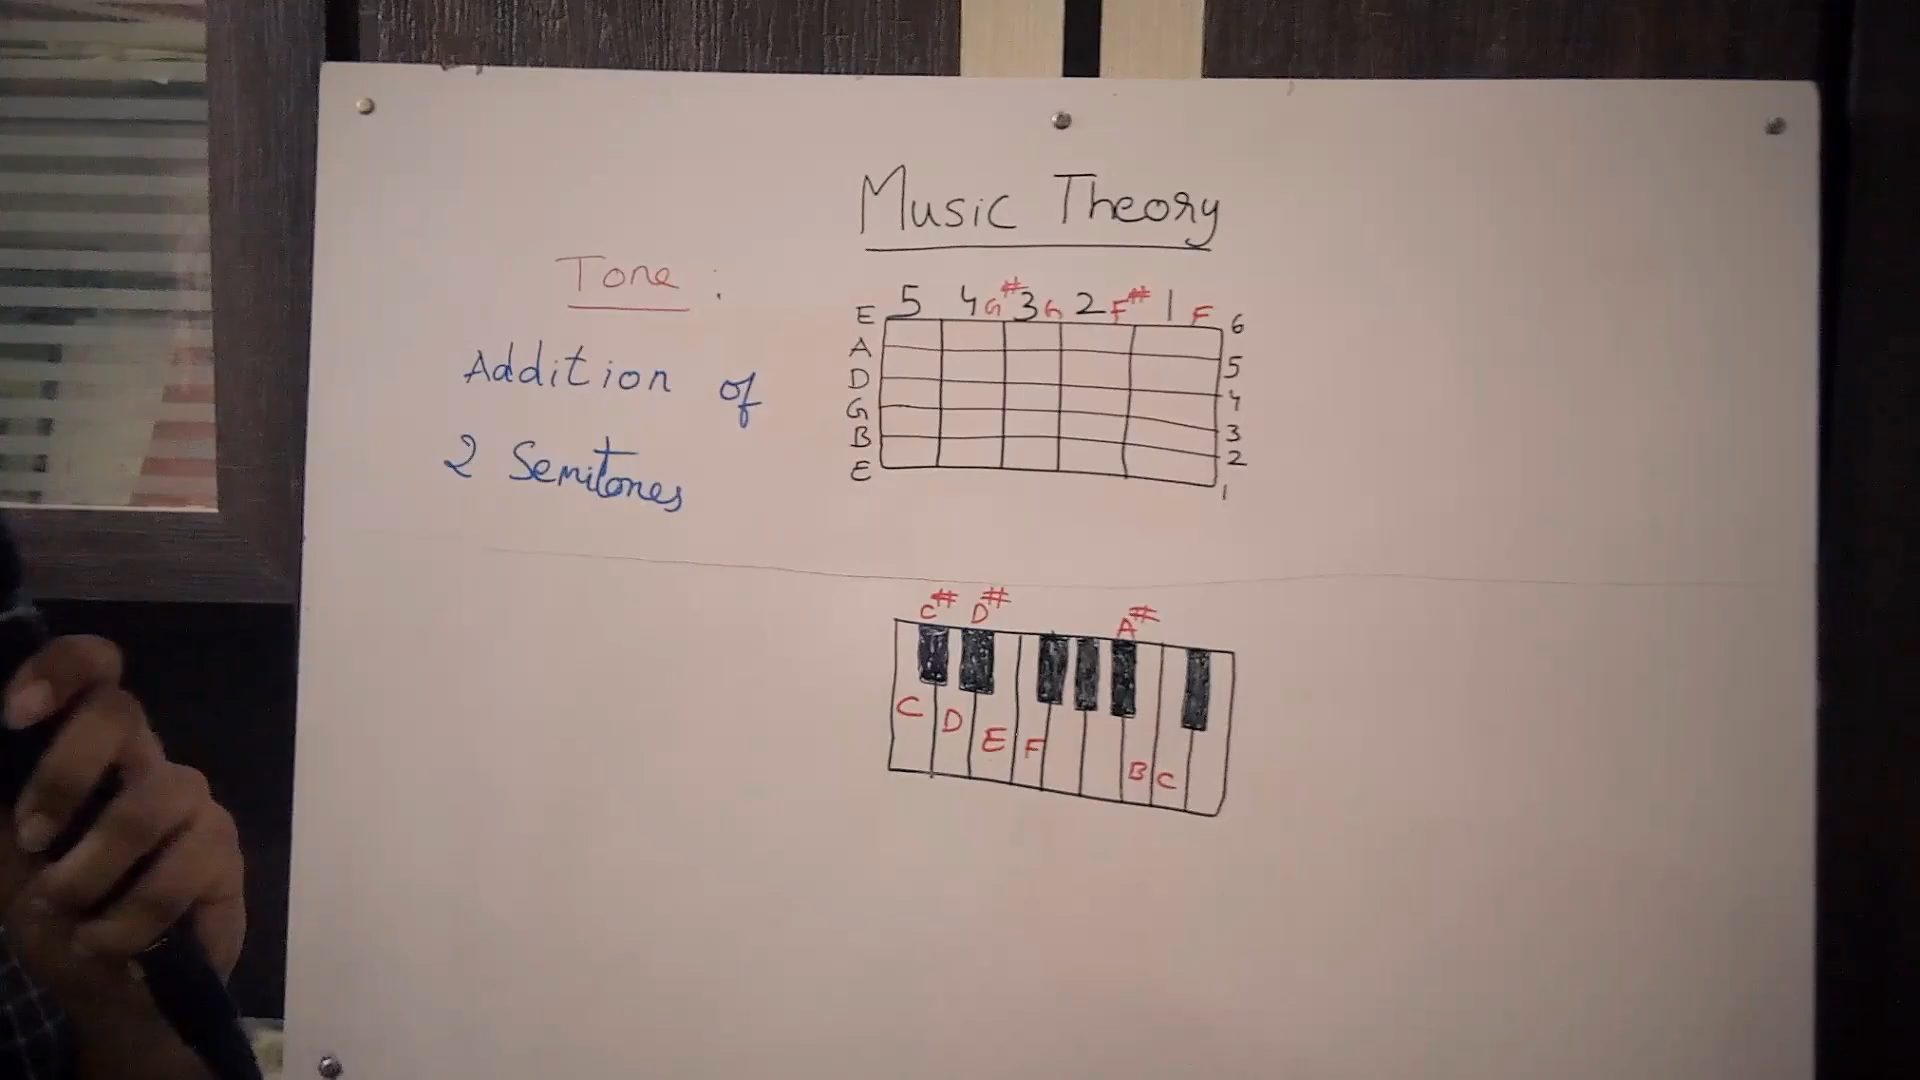 Music Theory
Tone :
Addition of
2 Semitones
5 4 G# 3 G 2 F# 1 F
E 6
A 5
D 4
G 3
B 2
E 1
C# D# A#
C D E F B C